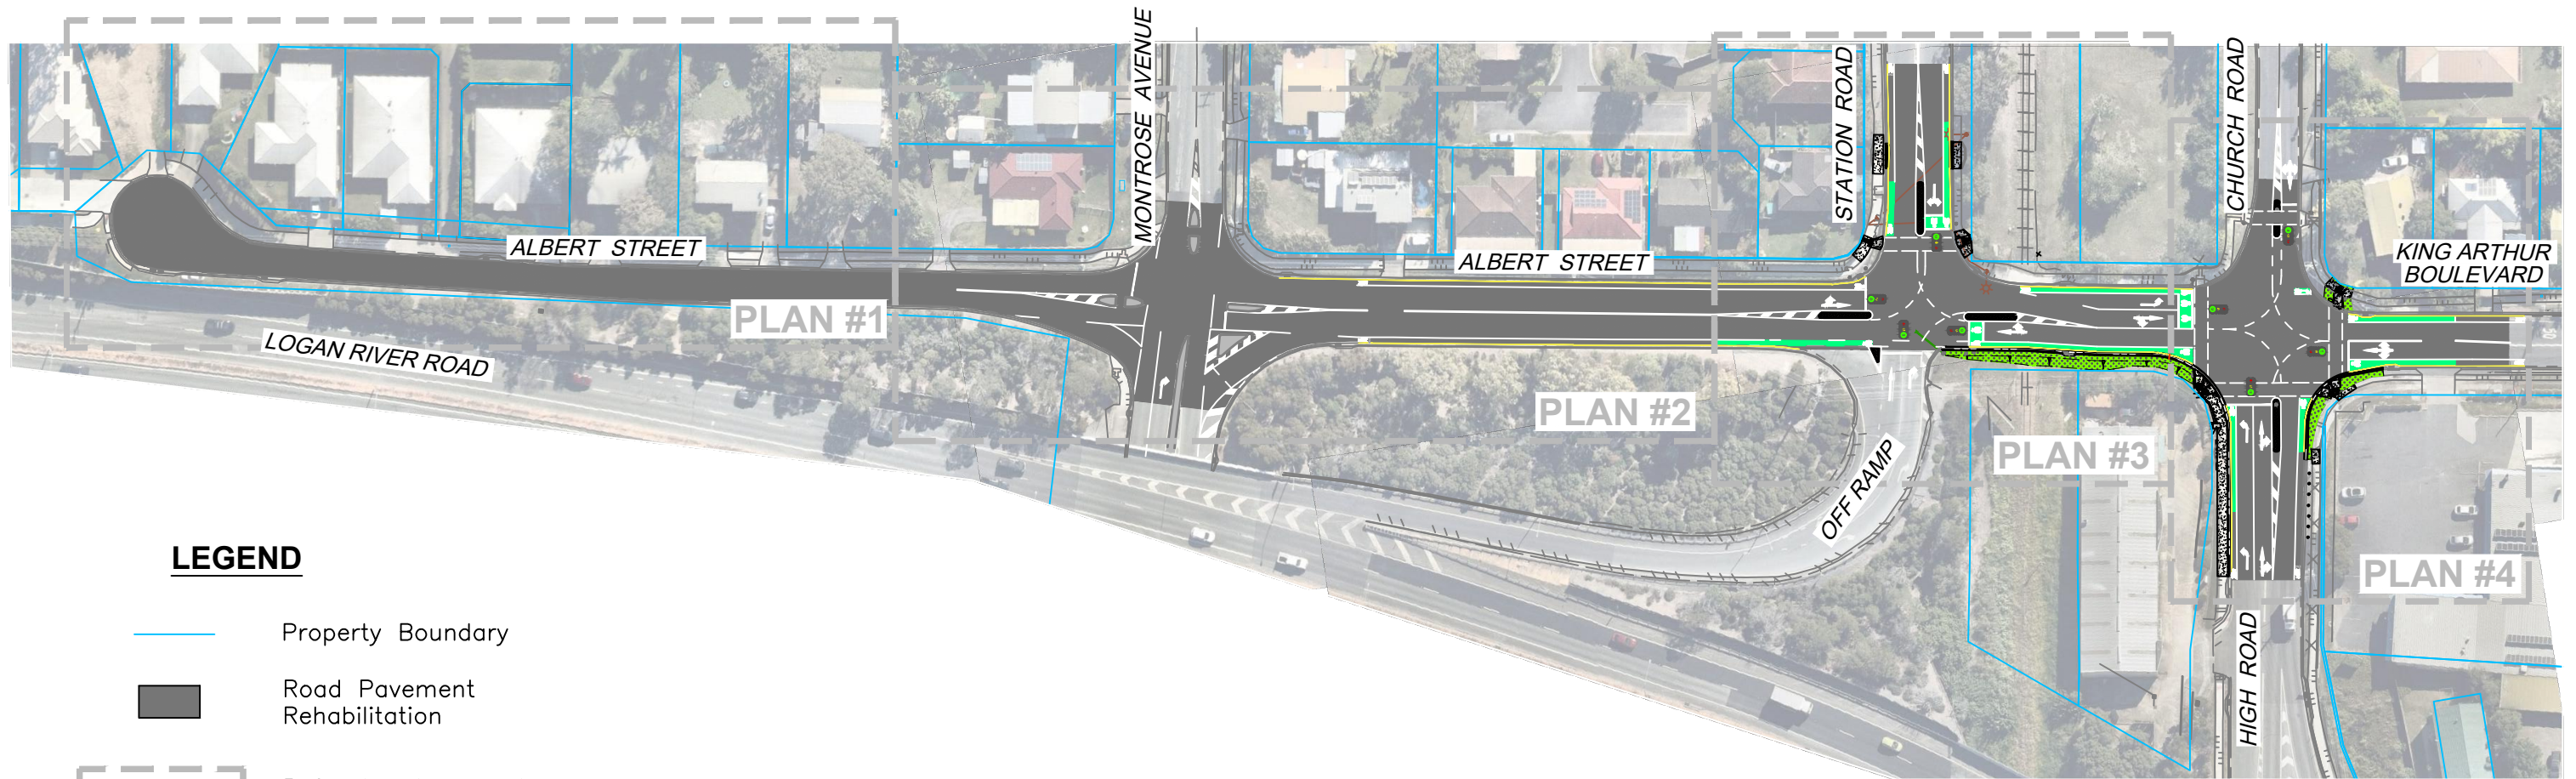 MONTROSE AVENUE
STATION ROAD
CHURCH ROAD
ALBERT STREET
ALBERT STREET
KING ARTHUR
BOULEVARD
PLAN #1
LOGAN RIVER ROAD
PLAN #2
PLAN #3
OFF RAMP
PLAN #4
HIGH ROAD
LEGEND
Property Boundary
Road Pavement
Rehabilitation